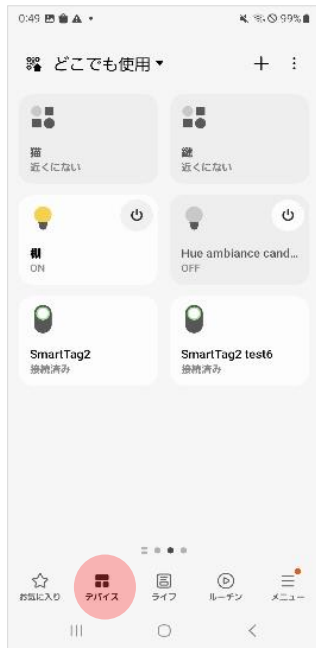 0:49 99%
どこでも使用
猫
近くにない
鍵
近くにない
棚
ON
Hue ambiance cand...
OFF
SmartTag2
接続済み
SmartTag2 test6
接続済み
お気に入り
デバイス
ライフ
ルーチン
メニュー